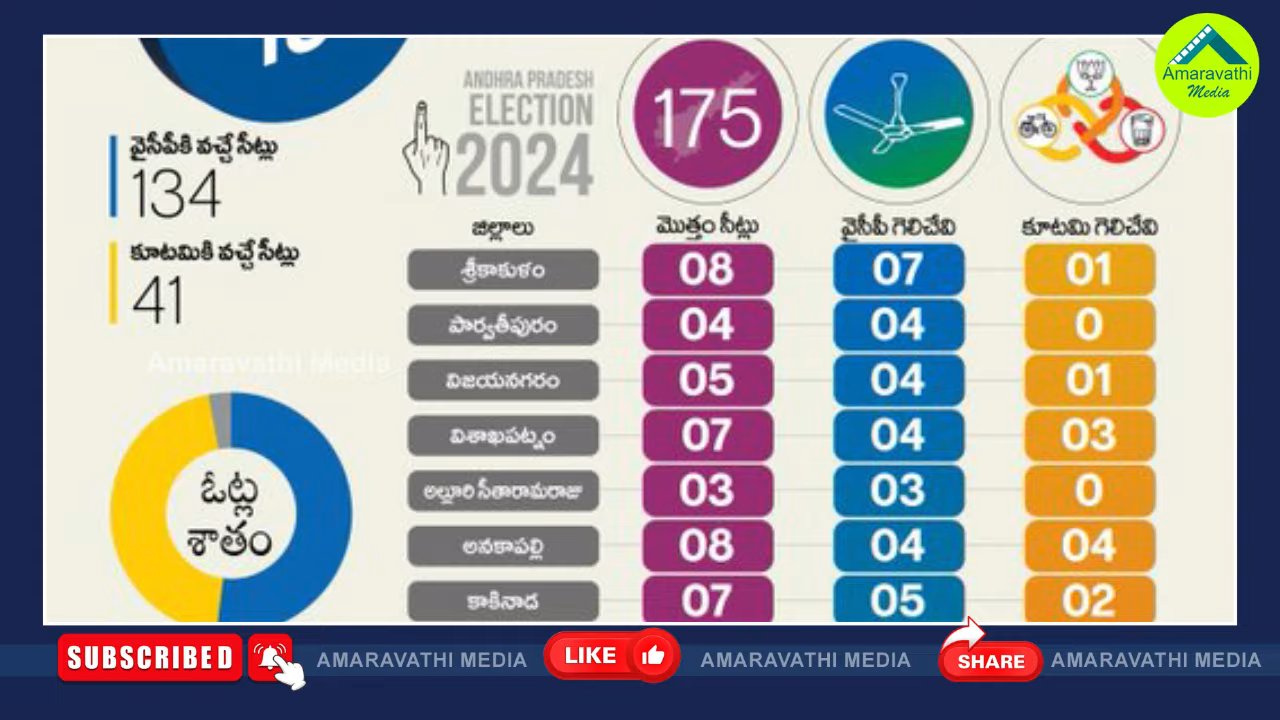 Amaravathi
Media
ANDHRA PRADESH
ELECTION
2024
175
వైసీపీకి వచ్చే సీట్లు
134
కూటమికి వచ్చే సీట్లు
41
జిల్లాలు మొత్తం సీట్లు వైసీపీ గెలిచేవి కూటమి గెలిచేవి
శ్రీకాకుళం 08 07 01
పార్వతీపురం 04 04 0
విజయనగరం 05 04 01
విశాఖపట్నం 07 04 03
అల్లూరి సీతారామరాజు 03 03 0
అనకాపల్లి 08 04 04
కాకినాడ 07 05 02
Amaravathi Media
ఓట్ల
శాతం
SUBSCRIBED AMARAVATHI MEDIA LIKE AMARAVATHI MEDIA SHARE AMARAVATHI MEDIA